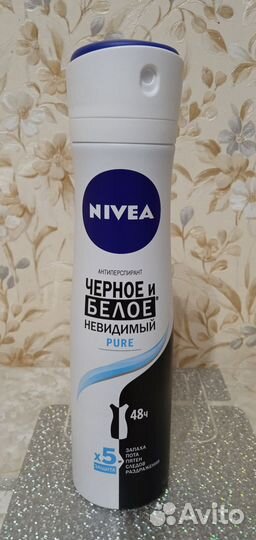 NIVEA
АНТИПЕРСПИРАНТ
ЧЕРНОЕ И
БЕЛОЕ®
НЕВИДИМЫЙ
PURE
48ч
x5
ЗАЩИТА
ЗАПАХА
ПОТА
ПЯТЕН
СЛЕДОВ
РАЗДРАЖЕНИЯ
Avito